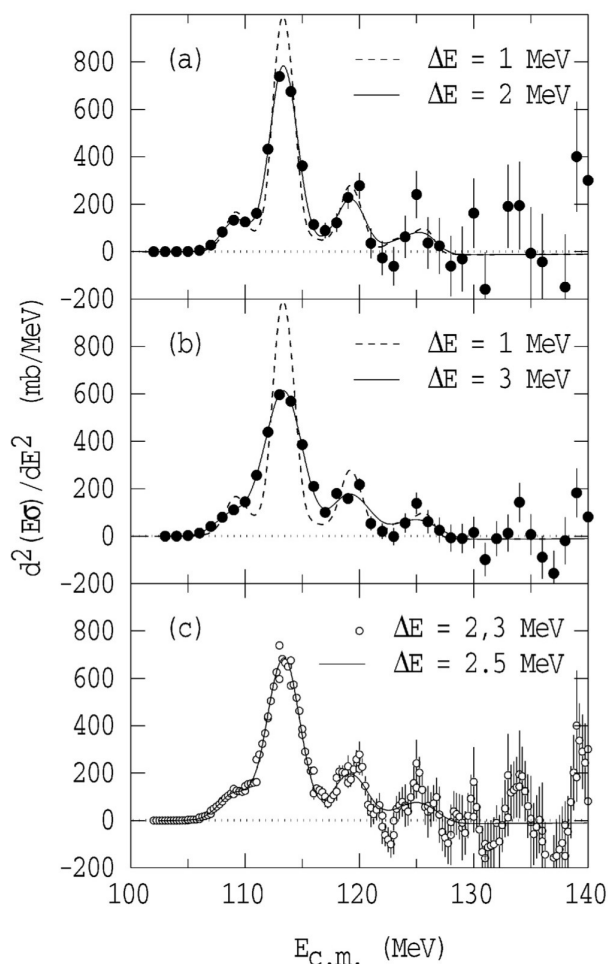 (a)
ΔE = 1 MeV
ΔE = 2 MeV
800
600
400
200
0
-200
(b)
ΔE = 1 MeV
ΔE = 3 MeV
800
600
400
200
0
-200
(c)
ΔE = 2,3 MeV
ΔE = 2.5 MeV
800
600
400
200
0
-200
d²(Eσ)/dE² (mb/MeV)
100 110 120 130 140
E_c.m. (MeV)